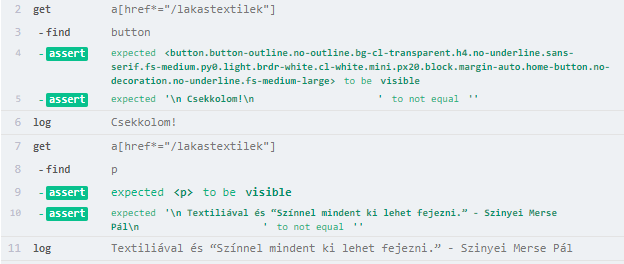 2 get a[href*="/lakastextilek"]
3 -find button
4 -assert expected <button.button-outline.no-outline.bg-cl-transparent.h4.no-underline.sans-
serif.fs-medium.py0.light.brdr-white.cl-white.mini.px20.block.margin-auto.home-button.no-
decoration.no-underline.fs-medium-large> to be visible
5 -assert expected '\n Csekkolom!\n ' to not equal ''
6 log Csekkolom!
7 get a[href*="/lakastextilek"]
8 -find p
9 -assert expected <p> to be visible
10 -assert expected '\n Textiliával és “Színnel mindent ki lehet fejezni.” - Szinyei Merse
Pál\n ' to not equal ''
11 log Textiliával és “Színnel mindent ki lehet fejezni.” - Szinyei Merse Pál